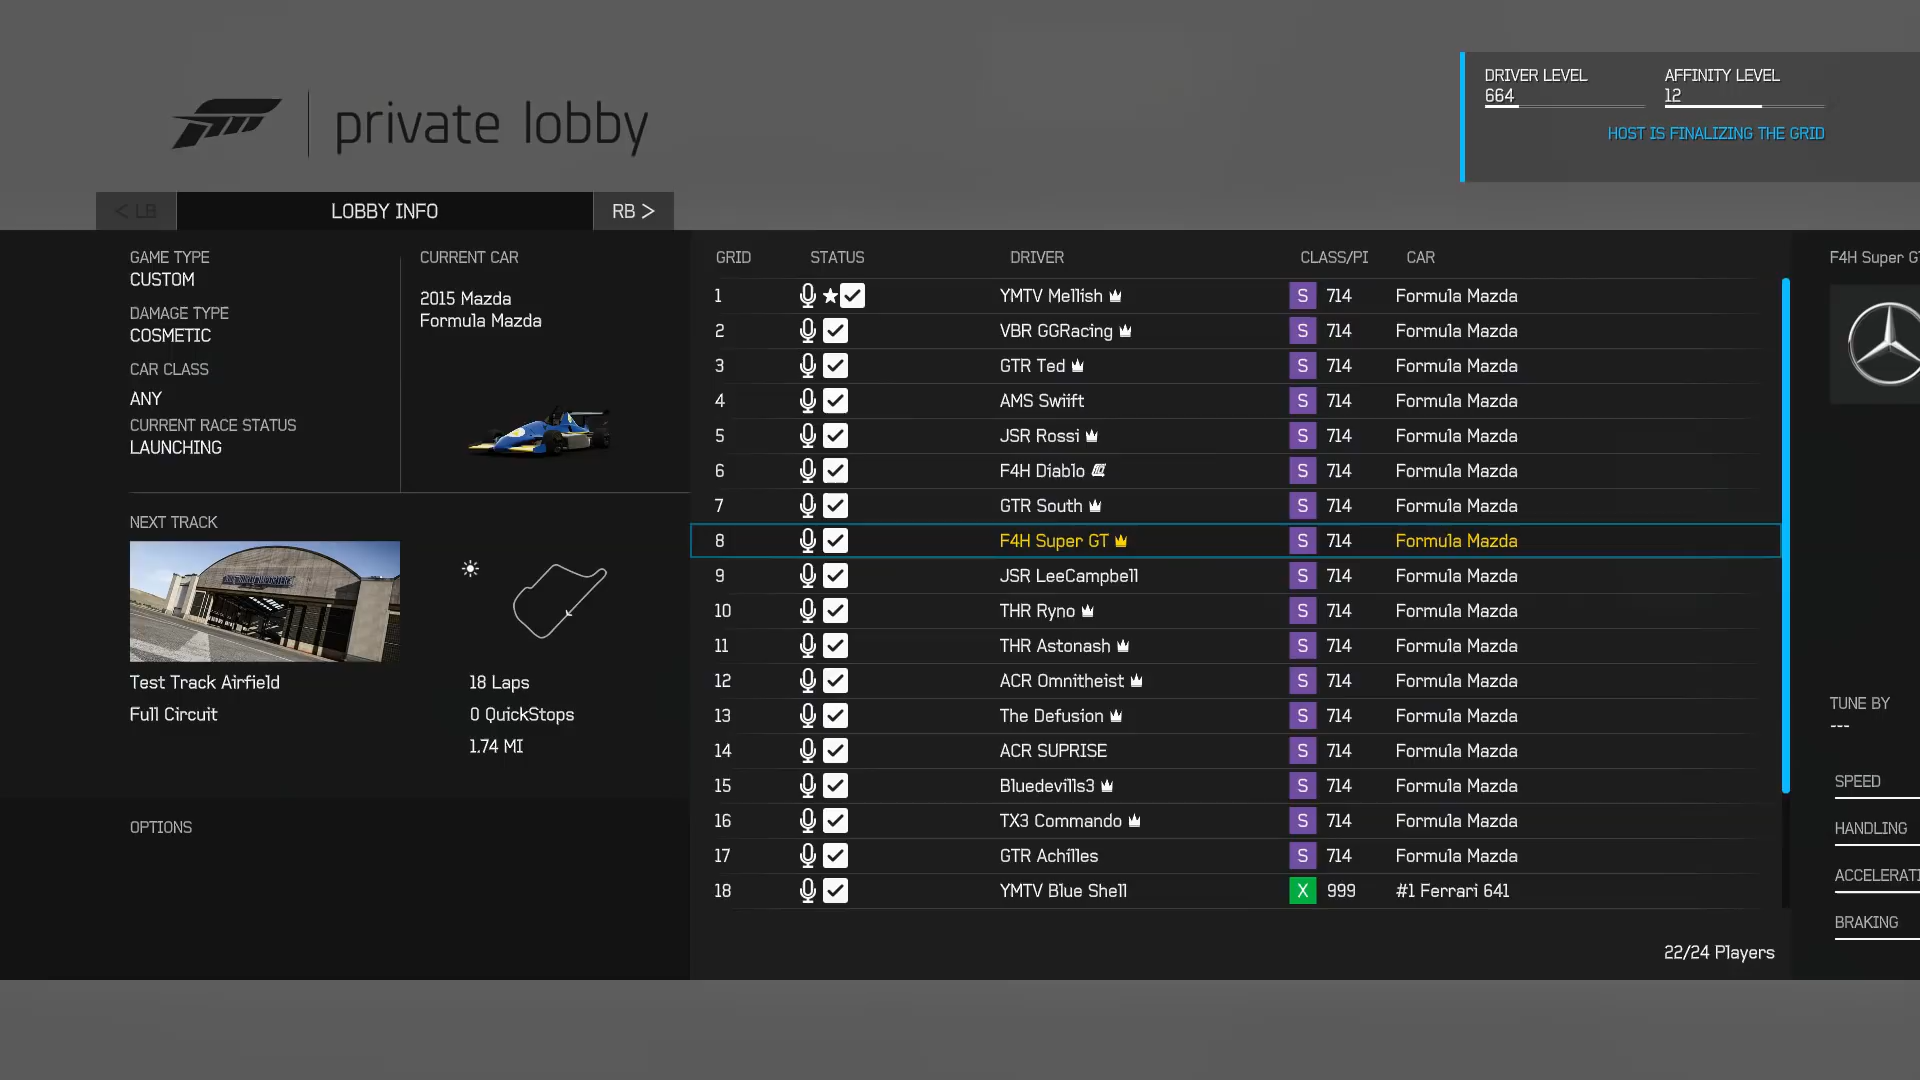 private lobby
DRIVER LEVEL AFFINITY LEVEL
664 12
HOST IS FINALIZING THE GRID
< LB LOBBY INFO RB >
GAME TYPE
CUSTOM
DAMAGE TYPE
COSMETIC
CAR CLASS
ANY
CURRENT RACE STATUS
LAUNCHING
CURRENT CAR
2015 Mazda
Formula Mazda
NEXT TRACK
Test Track Airfield
Full Circuit
18 Laps
0 QuickStops
1.74 MI
OPTIONS
GRID STATUS DRIVER CLASS/PI CAR
1 YMTV Mellish S 714 Formula Mazda
2 VBR GGRacing S 714 Formula Mazda
3 GTR Ted S 714 Formula Mazda
4 AMS Swiift S 714 Formula Mazda
5 JSR Rossi S 714 Formula Mazda
6 F4H Diablo S 714 Formula Mazda
7 GTR South S 714 Formula Mazda
8 F4H Super GT S 714 Formula Mazda
9 JSR LeeCampbell S 714 Formula Mazda
10 THR Ryno S 714 Formula Mazda
11 THR Astonash S 714 Formula Mazda
12 ACR Omnitheist S 714 Formula Mazda
13 The Defusion S 714 Formula Mazda
14 ACR SUPRISE S 714 Formula Mazda
15 Bluedevills3 S 714 Formula Mazda
16 TX3 Commando S 714 Formula Mazda
17 GTR Achilles S 714 Formula Mazda
18 YMTV Blue Shell X 999 #1 Ferrari 641
22/24 Players
F4H Super G
TUNE BY
---
SPEED
HANDLING
ACCELERATI
BRAKING